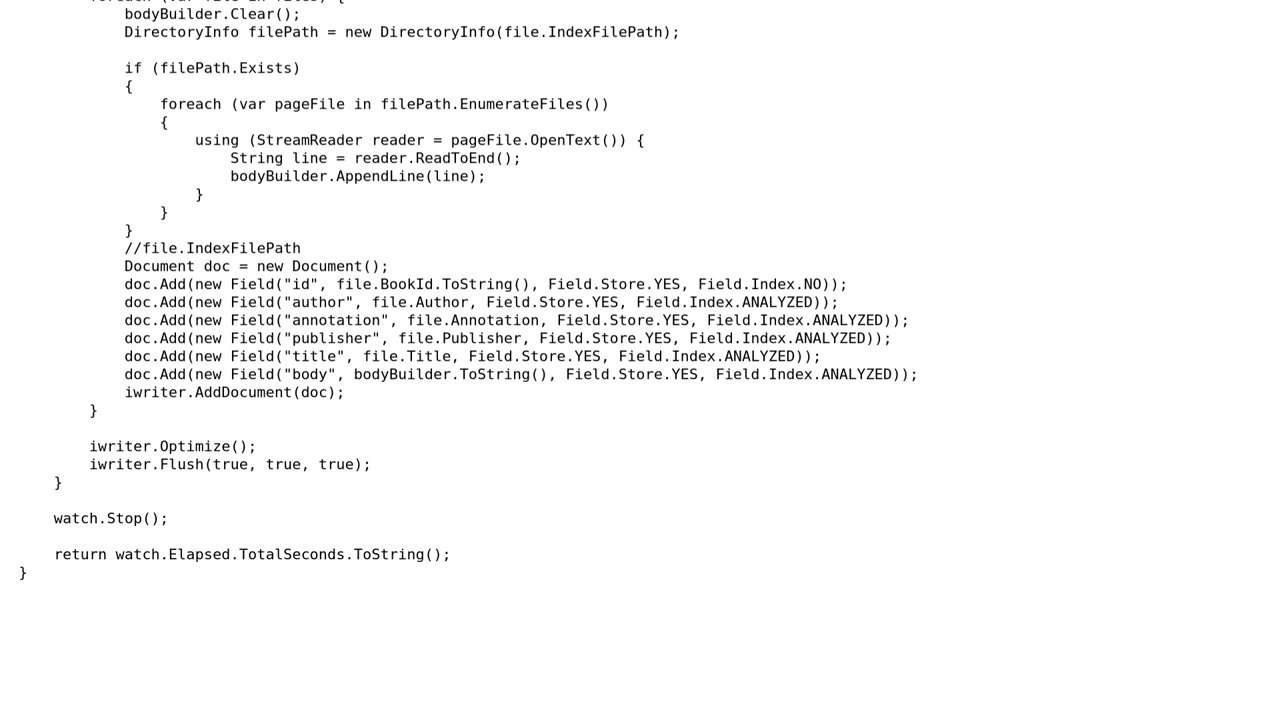 bodyBuilder.Clear();
DirectoryInfo filePath = new DirectoryInfo(file.IndexFilePath);
if (filePath.Exists)
{
foreach (var pageFile in filePath.EnumerateFiles())
{
using (StreamReader reader = pageFile.OpenText()) {
String line = reader.ReadToEnd();
bodyBuilder.AppendLine(line);
}
}
}
//file.IndexFilePath
Document doc = new Document();
doc.Add(new Field("id", file.BookId.ToString(), Field.Store.YES, Field.Index.NO));
doc.Add(new Field("author", file.Author, Field.Store.YES, Field.Index.ANALYZED));
doc.Add(new Field("annotation", file.Annotation, Field.Store.YES, Field.Index.ANALYZED));
doc.Add(new Field("publisher", file.Publisher, Field.Store.YES, Field.Index.ANALYZED));
doc.Add(new Field("title", file.Title, Field.Store.YES, Field.Index.ANALYZED));
doc.Add(new Field("body", bodyBuilder.ToString(), Field.Store.YES, Field.Index.ANALYZED));
iwriter.AddDocument(doc);
}
iwriter.Optimize();
iwriter.Flush(true, true, true);
}
watch.Stop();
return watch.Elapsed.TotalSeconds.ToString();
}